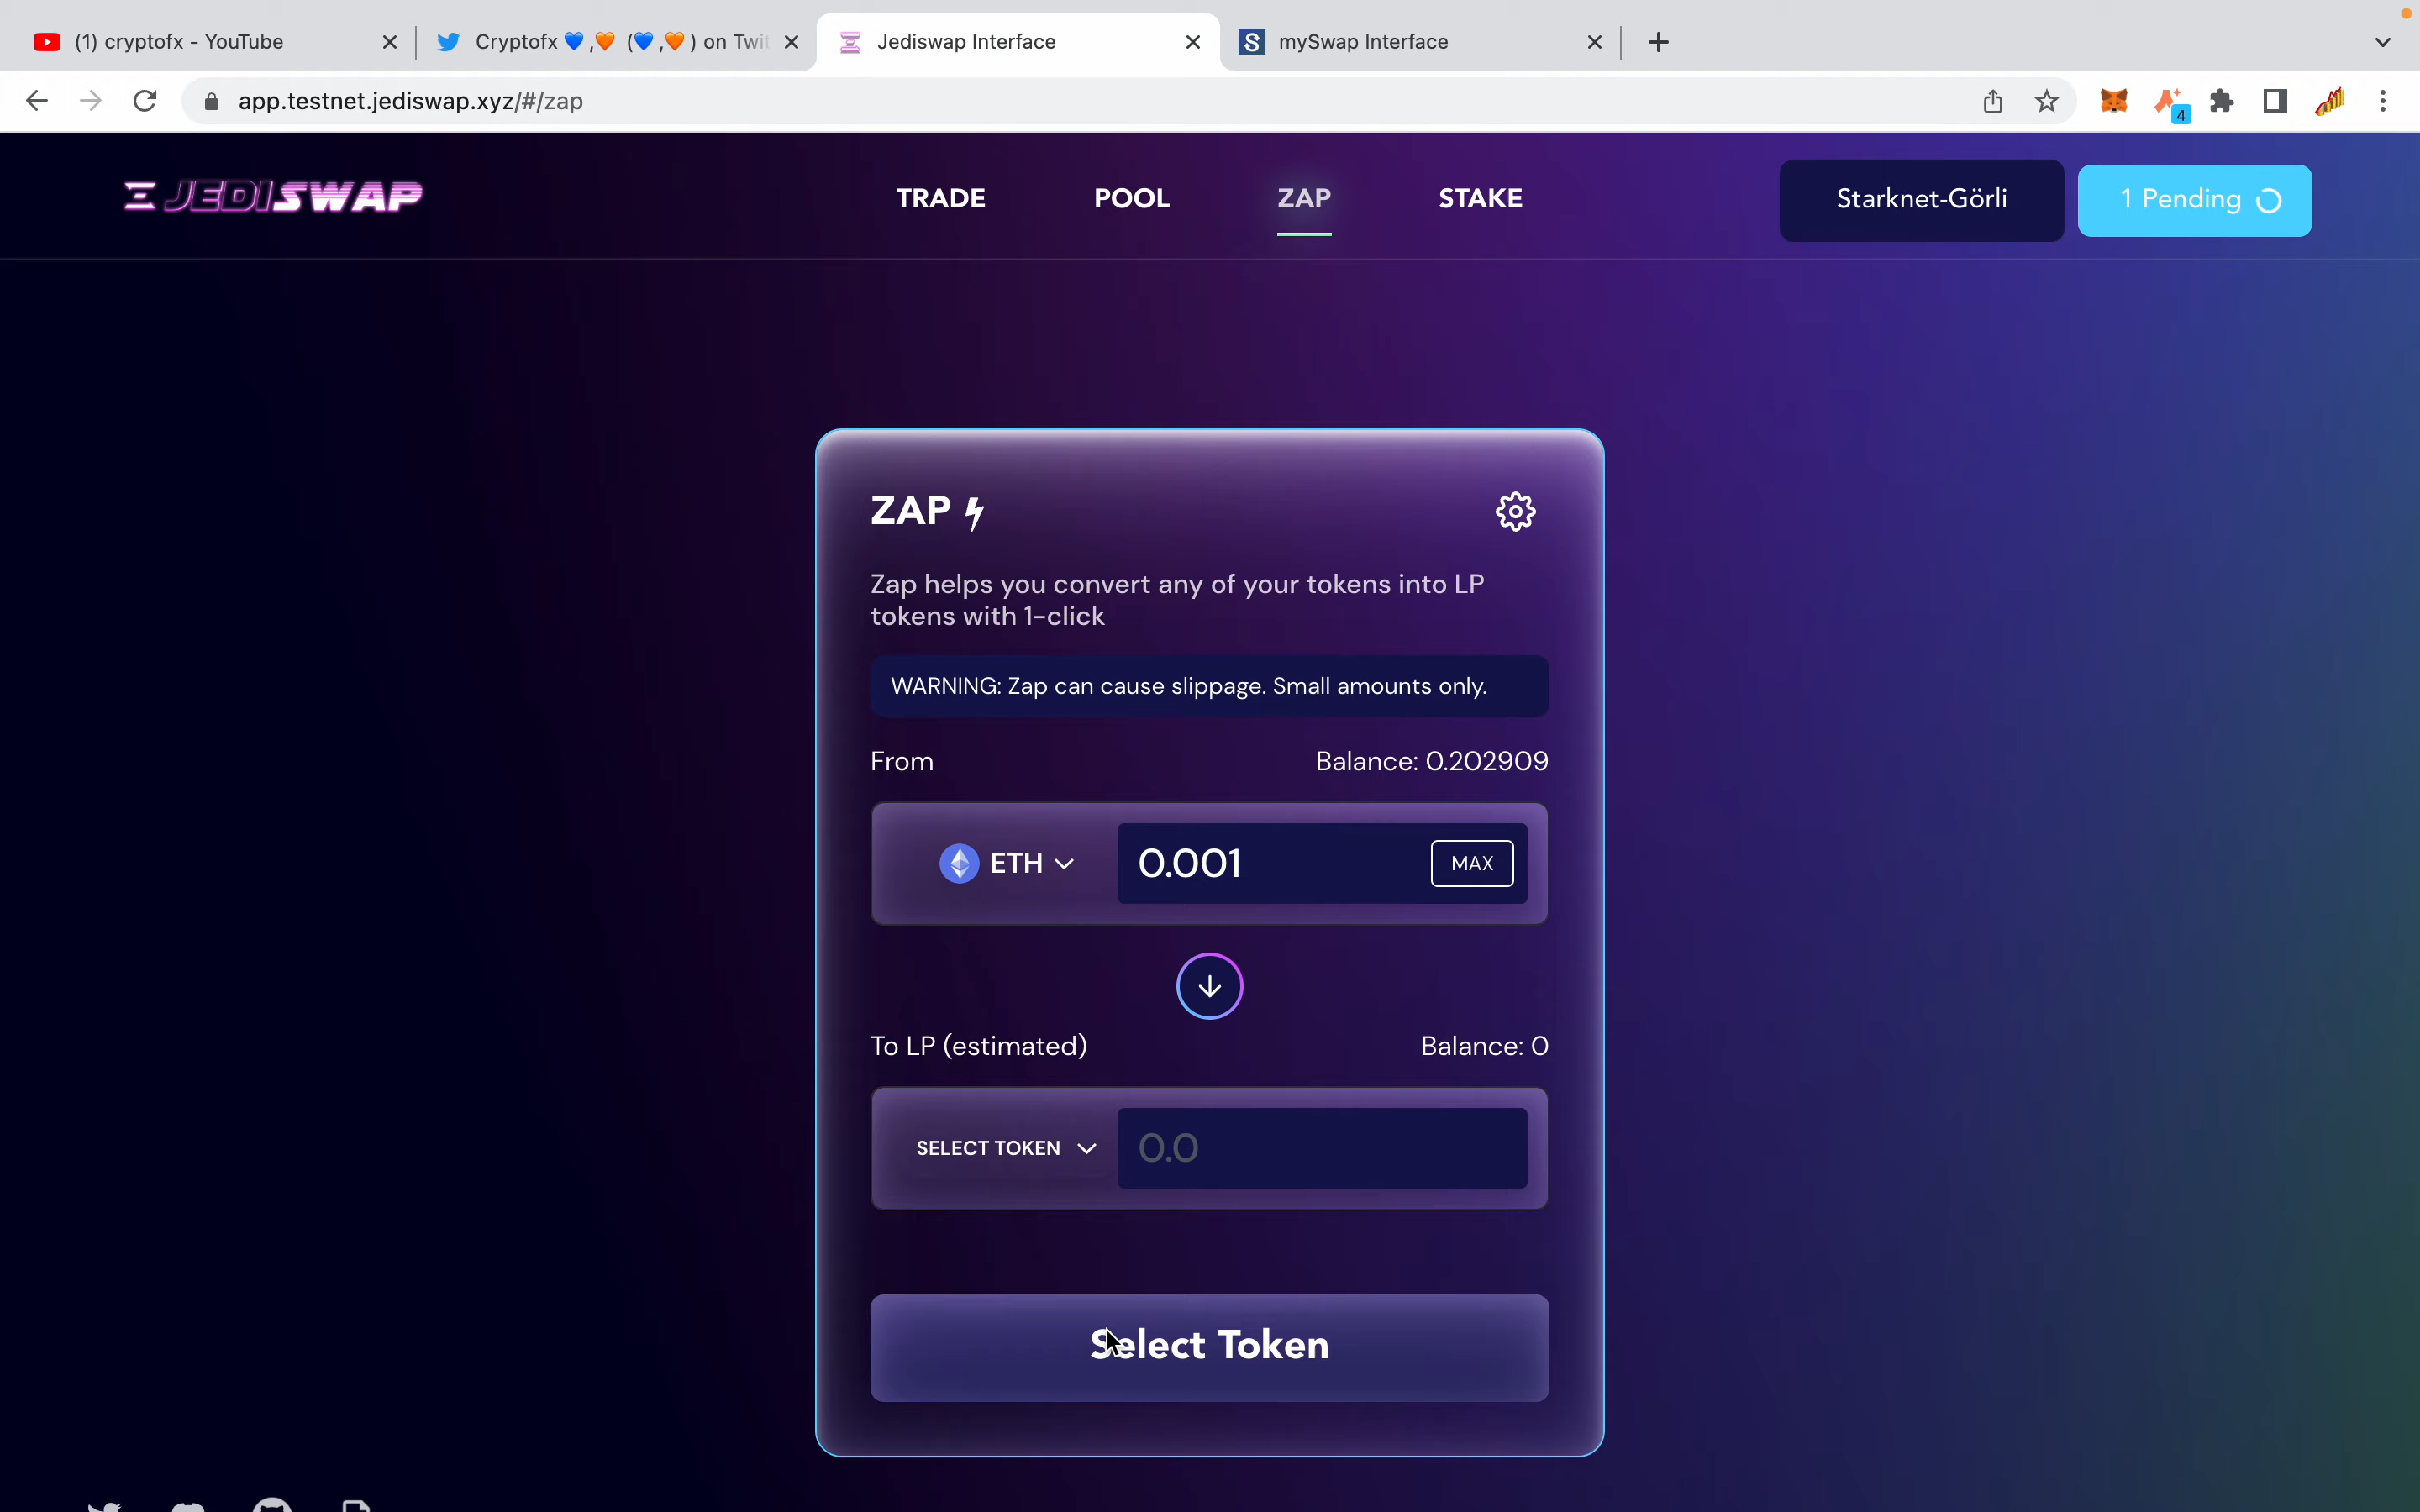 (1) cryptofx - YouTube
Cryptofx 💙,🧡 (💙,🧡) on Twit
Jediswap Interface
mySwap Interface
app.testnet.jediswap.xyz/#/zap
4
JEDISWAP
TRADE
POOL
ZAP
STAKE
Starknet-Görli
1 Pending
ZAP
Zap helps you convert any of your tokens into LP
tokens with 1-click
WARNING: Zap can cause slippage. Small amounts only.
From
Balance: 0.202909
ETH
0.001
MAX
To LP (estimated)
Balance: 0
SELECT TOKEN
0.0
Select Token